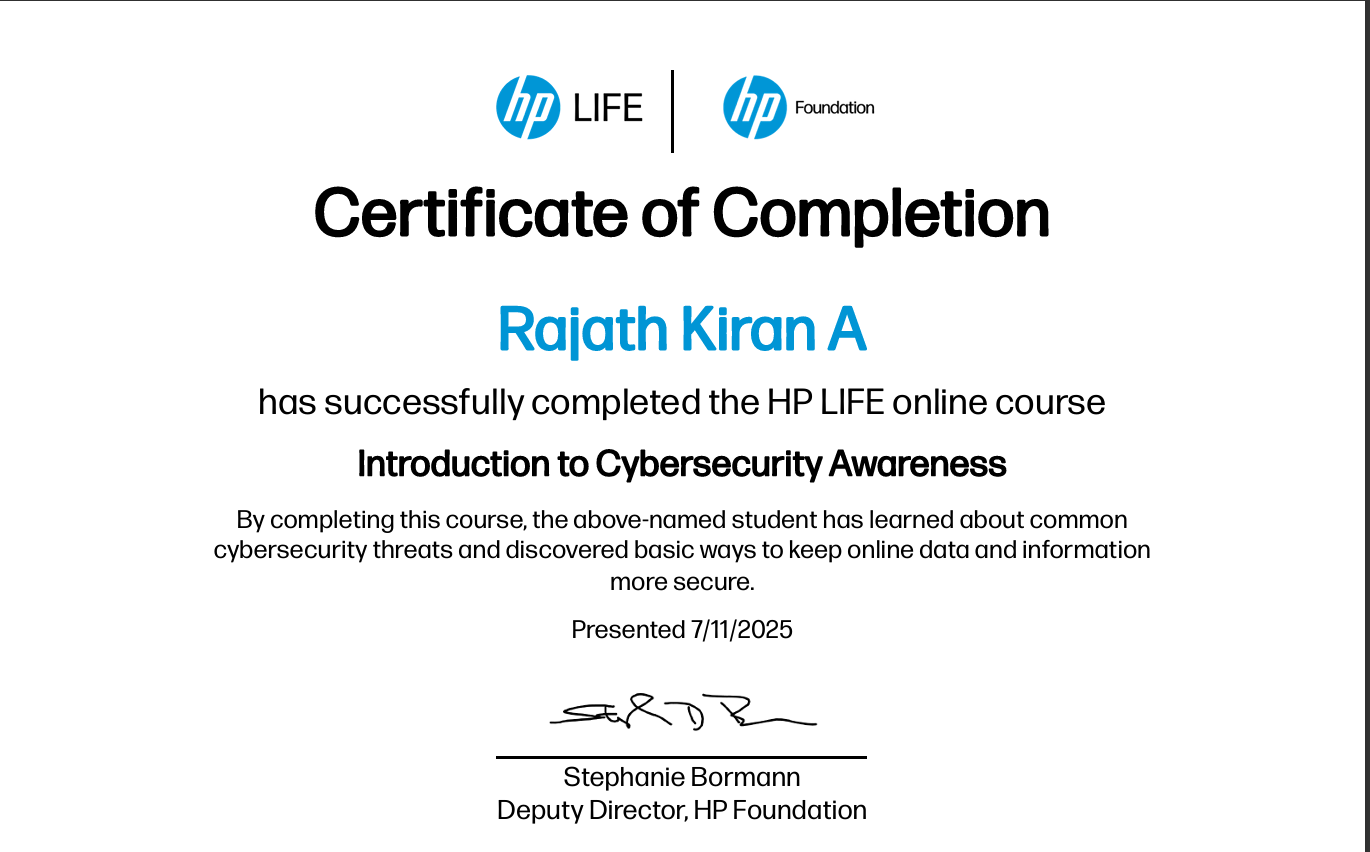 hp LIFE
hp Foundation
Certificate of Completion
Rajath Kiran A
has successfully completed the HP LIFE online course
Introduction to Cybersecurity Awareness
By completing this course, the above-named student has learned about common
cybersecurity threats and discovered basic ways to keep online data and information
more secure.
Presented 7/11/2025
Stephanie Bormann
Deputy Director, HP Foundation